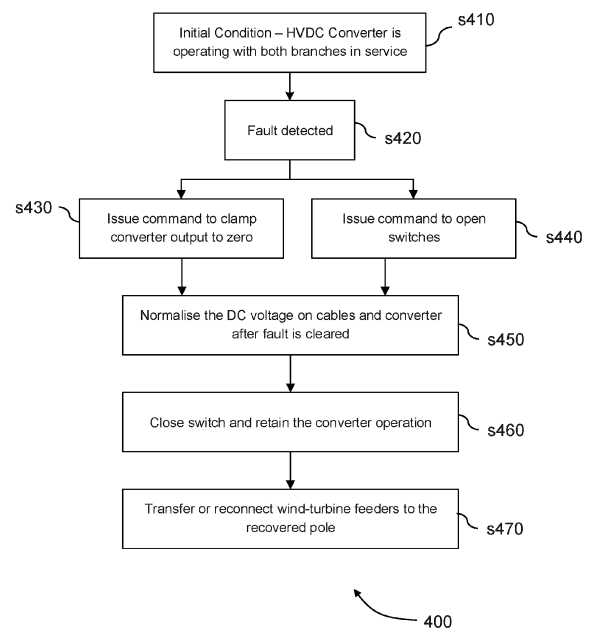 Initial Condition – HVDC Converter is
operating with both branches in service
s410
Fault detected
s420
s430
Issue command to clamp
converter output to zero
Issue command to open
switches
s440
Normalise the DC voltage on cables and converter
after fault is cleared
s450
Close switch and retain the converter operation
s460
Transfer or reconnect wind-turbine feeders to the
recovered pole
s470
400